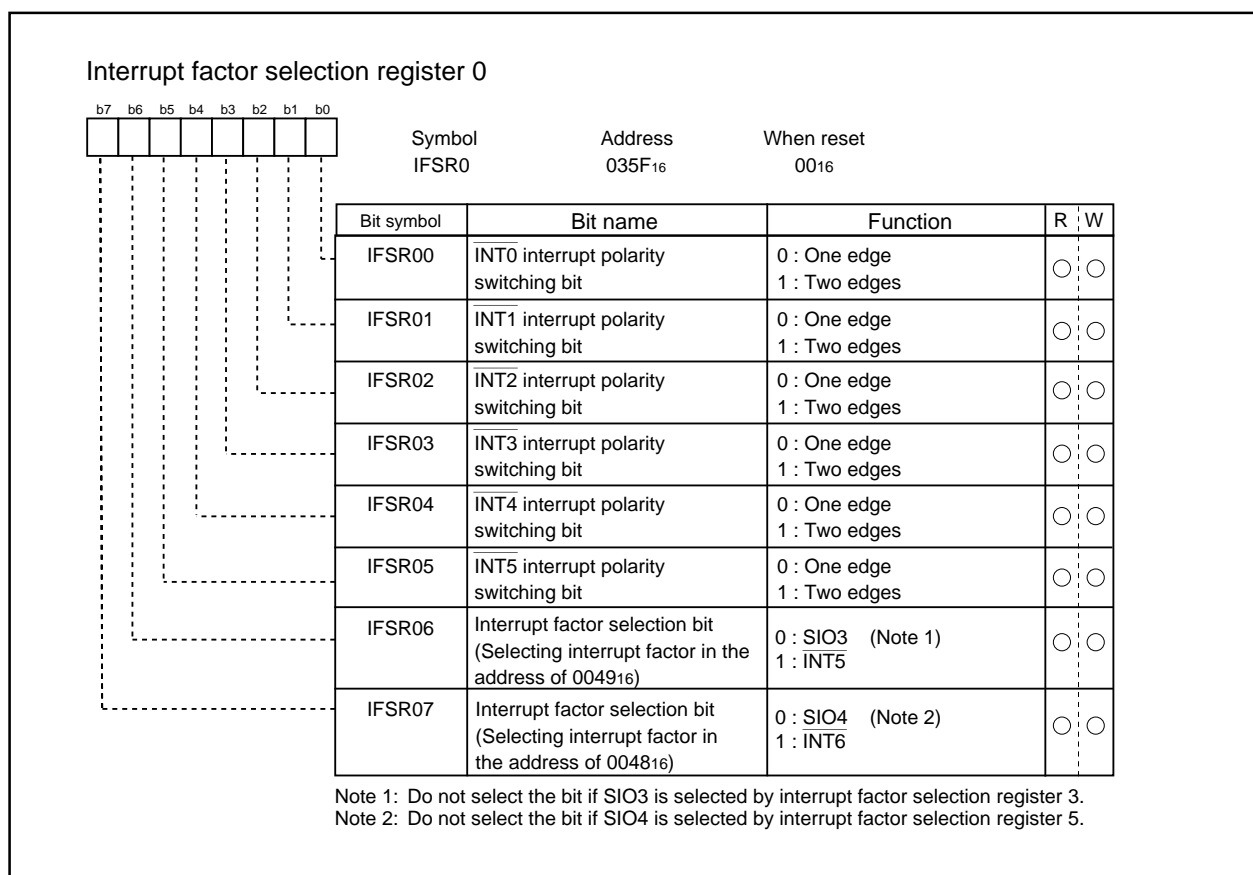 Interrupt factor selection register 0
b7 b6 b5 b4 b3 b2 b1 b0
Symbol Address When reset
IFSR0 035F16 0016
Bit symbol Bit name Function R W
IFSR00 INT0 interrupt polarity 0 : One edge
switching bit 1 : Two edges
IFSR01 INT1 interrupt polarity 0 : One edge
switching bit 1 : Two edges
IFSR02 INT2 interrupt polarity 0 : One edge
switching bit 1 : Two edges
IFSR03 INT3 interrupt polarity 0 : One edge
switching bit 1 : Two edges
IFSR04 INT4 interrupt polarity 0 : One edge
switching bit 1 : Two edges
IFSR05 INT5 interrupt polarity 0 : One edge
switching bit 1 : Two edges
IFSR06 Interrupt factor selection bit 0 : SIO3 (Note 1)
(Selecting interrupt factor in the 1 : INT5
address of 004916)
IFSR07 Interrupt factor selection bit 0 : SIO4 (Note 2)
(Selecting interrupt factor in 1 : INT6
the address of 004816)
Note 1: Do not select the bit if SIO3 is selected by interrupt factor selection register 3.
Note 2: Do not select the bit if SIO4 is selected by interrupt factor selection register 5.